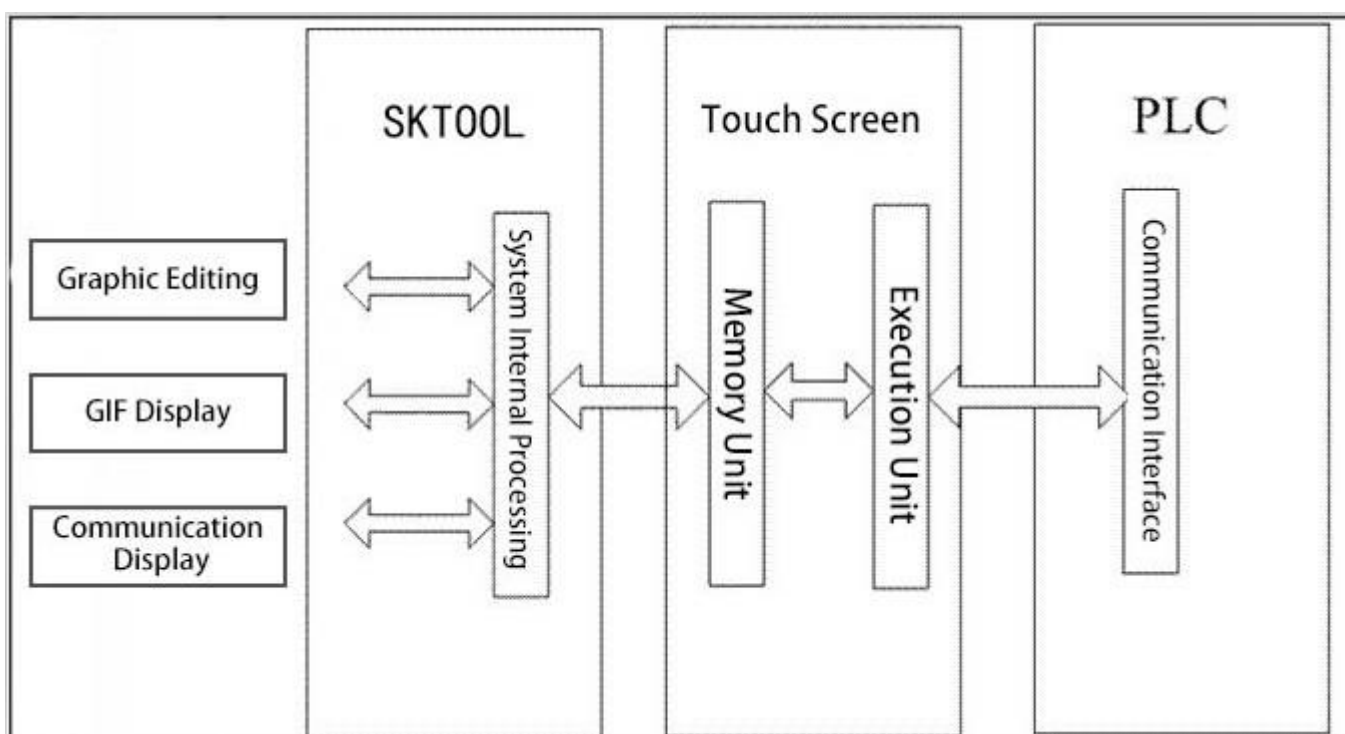 SKTOOL
Touch Screen
PLC
Graphic Editing
GIF Display
Communication
Display
System Internal Processing
Memory Unit
Execution Unit
Communication Interface